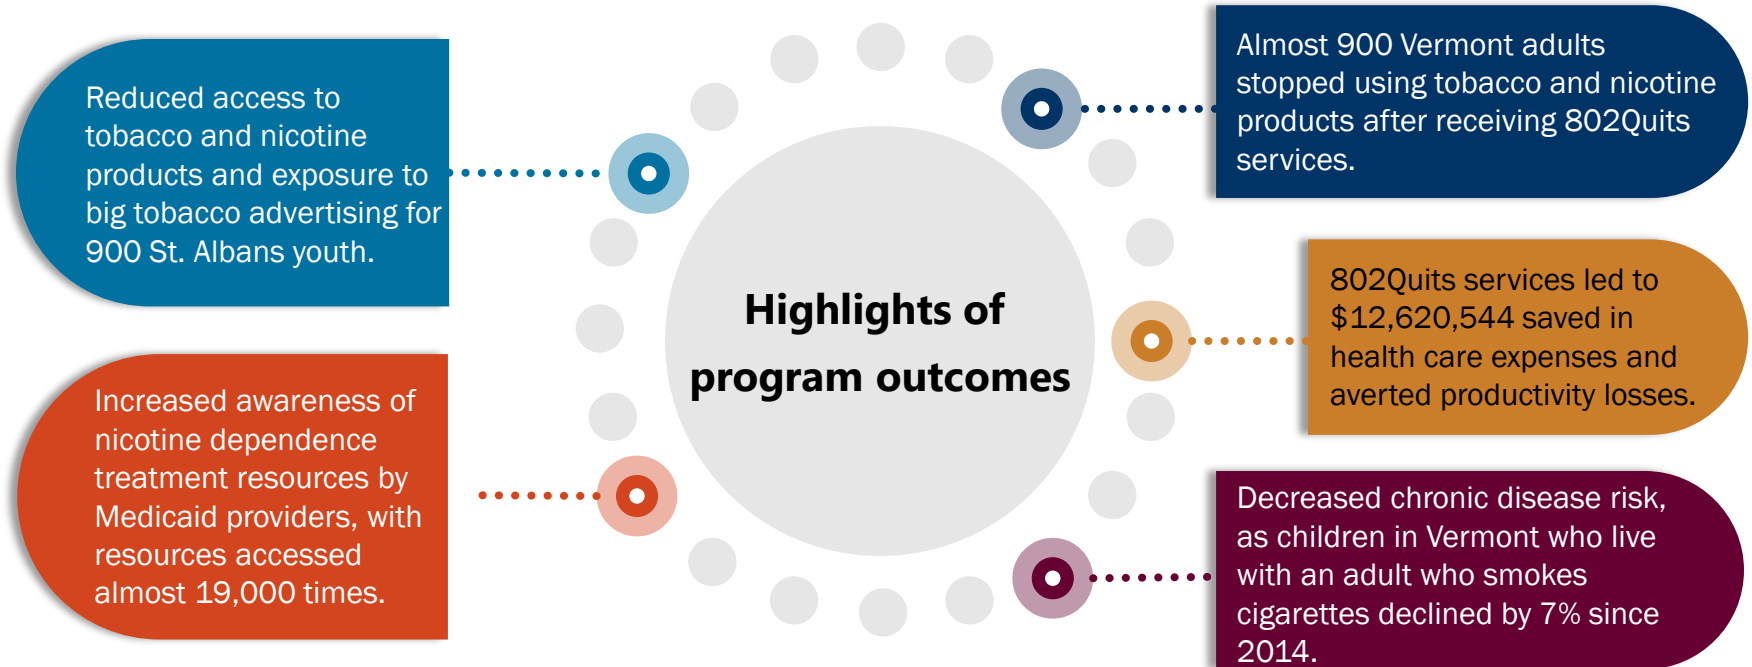 Reduced access to
tobacco and nicotine
products and exposure to
big tobacco advertising for
900 St. Albans youth.
Increased awareness of
nicotine dependence
treatment resources by
Medicaid providers, with
resources accessed
almost 19,000 times.
Highlights of
program outcomes
Almost 900 Vermont adults
stopped using tobacco and nicotine
products after receiving 802Quits
services.
802Quits services led to
$12,620,544 saved in
health care expenses and
averted productivity losses.
Decreased chronic disease risk,
as children in Vermont who live
with an adult who smokes
cigarettes declined by 7% since
2014.